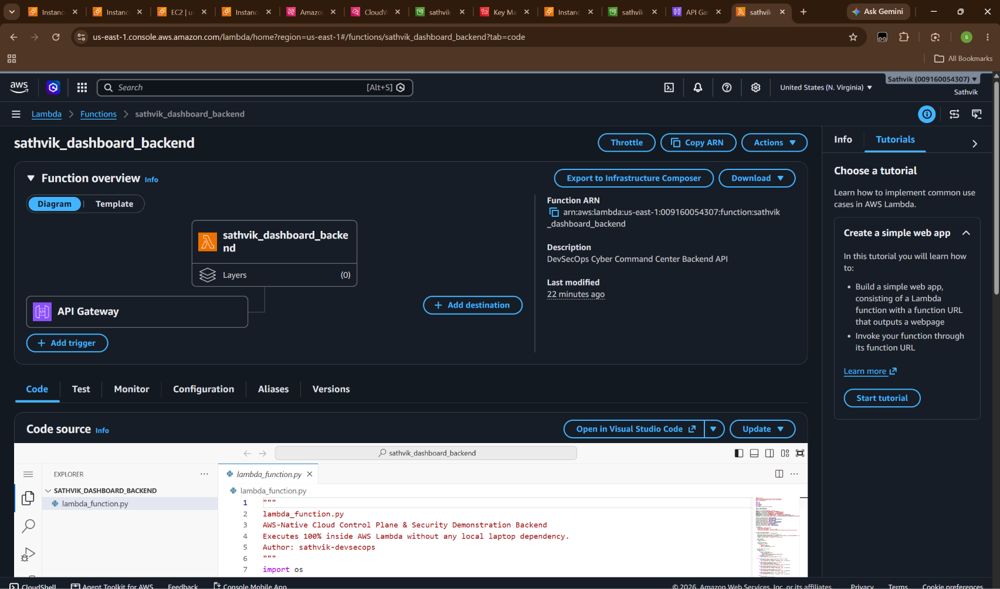 Instanc
Instanc
EC2 | us
Instanc
Amazon
CloudW
sathvik
Key Ma
Instanc
sathvik
API Gat
sathvik
Ask Gemini
us-east-1.console.aws.amazon.com/lambda/home?region=us-east-1#/functions/sathvik_dashboard_backend?tab=code
S
All Bookmarks
aws
Search
[Alt+S]
United States (N. Virginia)
Sathvik (009160054307)
Sathvik
Lambda
Functions
sathvik_dashboard_backend
sathvik_dashboard_backend
Throttle
Copy ARN
Actions
Function overview
Info
Export to Infrastructure Composer
Download
Diagram
Template
sathvik_dashboard_backe
nd
Layers
(0)
API Gateway
Add trigger
Add destination
Function ARN
arn:aws:lambda:us-east-1:009160054307:function:sathvik
_dashboard_backend
Description
DevSecOps Cyber Command Center Backend API
Last modified
22 minutes ago
Code
Test
Monitor
Configuration
Aliases
Versions
Code source
Info
Open in Visual Studio Code
Update
sathvik_dashboard_backend
EXPLORER
SATHVIK_DASHBOARD_BACKEND
lambda_function.py
lambda_function.py
lambda_function.py
1 """
2 lambda_function.py
3 AWS-Native Cloud Control Plane & Security Demonstration Backend
4 Executes 100% inside AWS Lambda without any local laptop dependency.
5 Author: sathvik-devsecops
6 """
7 import os
Info
Tutorials
Choose a tutorial
Learn how to implement common use
cases in AWS Lambda.
Create a simple web app
In this tutorial you will learn how
to:
• Build a simple web app,
consisting of a Lambda
function with a function URL
that outputs a webpage
• Invoke your function through
its function URL
Learn more
Start tutorial
CloudShell
Agent Toolkit for AWS
Feedback
Console Mobile App
© 2026, Amazon Web Services, Inc. or its affiliates.
Privacy
Terms
Cookie preferences